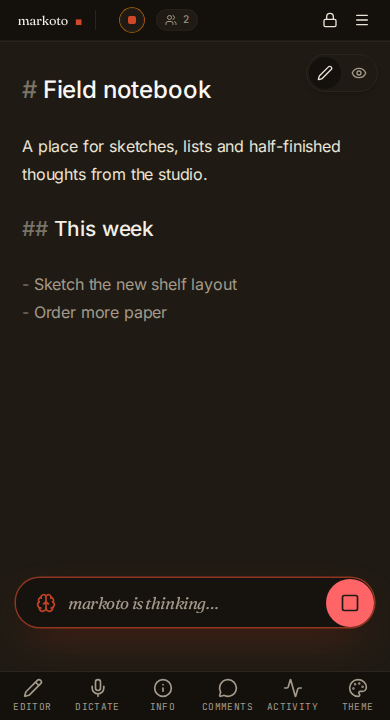 markoto
2
# Field notebook
A place for sketches, lists and half-finished
thoughts from the studio.
## This week
- Sketch the new shelf layout
- Order more paper
markoto is thinking...
EDITOR DICTATE INFO COMMENTS ACTIVITY THEME